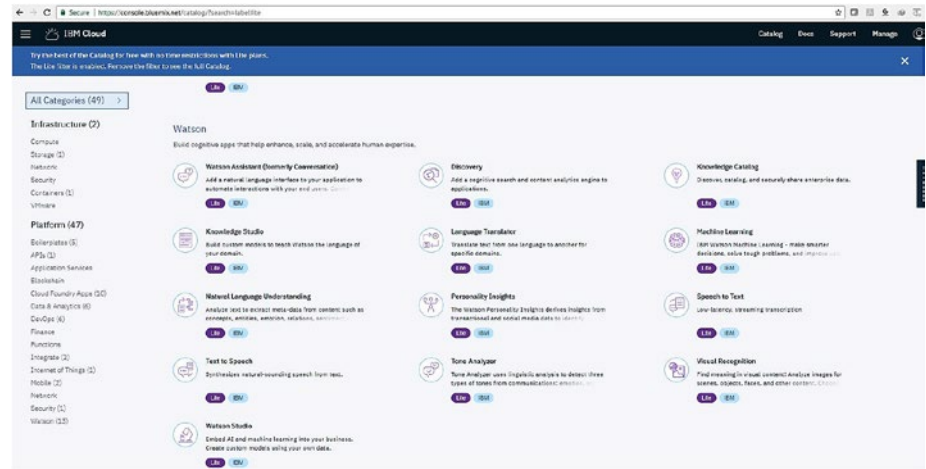 Secure | https://console.bluemix.net/catalog/?search=label:lite
IBM Cloud
Catalog Docs Support Manage
Try the best of the Catalog for free with no time restrictions with Lite plans.
The Lite filter is enabled. Remove the filter to see the full Catalog.
All Categories (49) >
Infrastructure (2)
Compute
Storage (1)
Network
Security
Containers (1)
VMware
Platform (47)
Boilerplates (5)
APIs (1)
Application Services
Blockchain
Cloud Foundry Apps (10)
Data & Analytics (6)
DevOps (4)
Finance
Functions
Integrate (2)
Internet of Things (1)
Mobile (2)
Network
Security (1)
Watson (13)
Lite IBM
Watson
Build cognitive apps that help enhance, scale, and accelerate human expertise.
Watson Assistant (formerly Conversation)
Add a natural language interface to your application to
automate interactions with your end users.
Lite IBM
Discovery
Add a cognitive search and content analytics engine to
applications.
Lite IBM
Knowledge Catalog
Discover, catalog, and securely share enterprise data.
Lite IBM
Knowledge Studio
Build custom models to teach Watson the language of
your domain.
Lite IBM
Language Translator
Translate text from one language to another for
specific domains.
Lite IBM
Machine Learning
IBM Watson Machine Learning - make smarter
decisions, solve tough problems, and improve
Lite IBM
Natural Language Understanding
Analyze text to extract meta-data from content such as
concepts, entities, emotion, relations,
Lite IBM
Personality Insights
The Watson Personality Insights derives insights from
transactional and social media data to identify
Lite IBM
Speech to Text
Low-latency, streaming transcription
Lite IBM
Text to Speech
Synthesizes natural-sounding speech from text.
Lite IBM
Tone Analyzer
Tone Analyzer uses linguistic analysis to detect three
types of tones from communications: emotion,
Lite IBM
Visual Recognition
Find meaning in visual content! Analyze images for
scenes, objects, faces, and other content.
Lite IBM
Watson Studio
Embed AI and machine learning into your business.
Create custom models using your own data.
Lite IBM